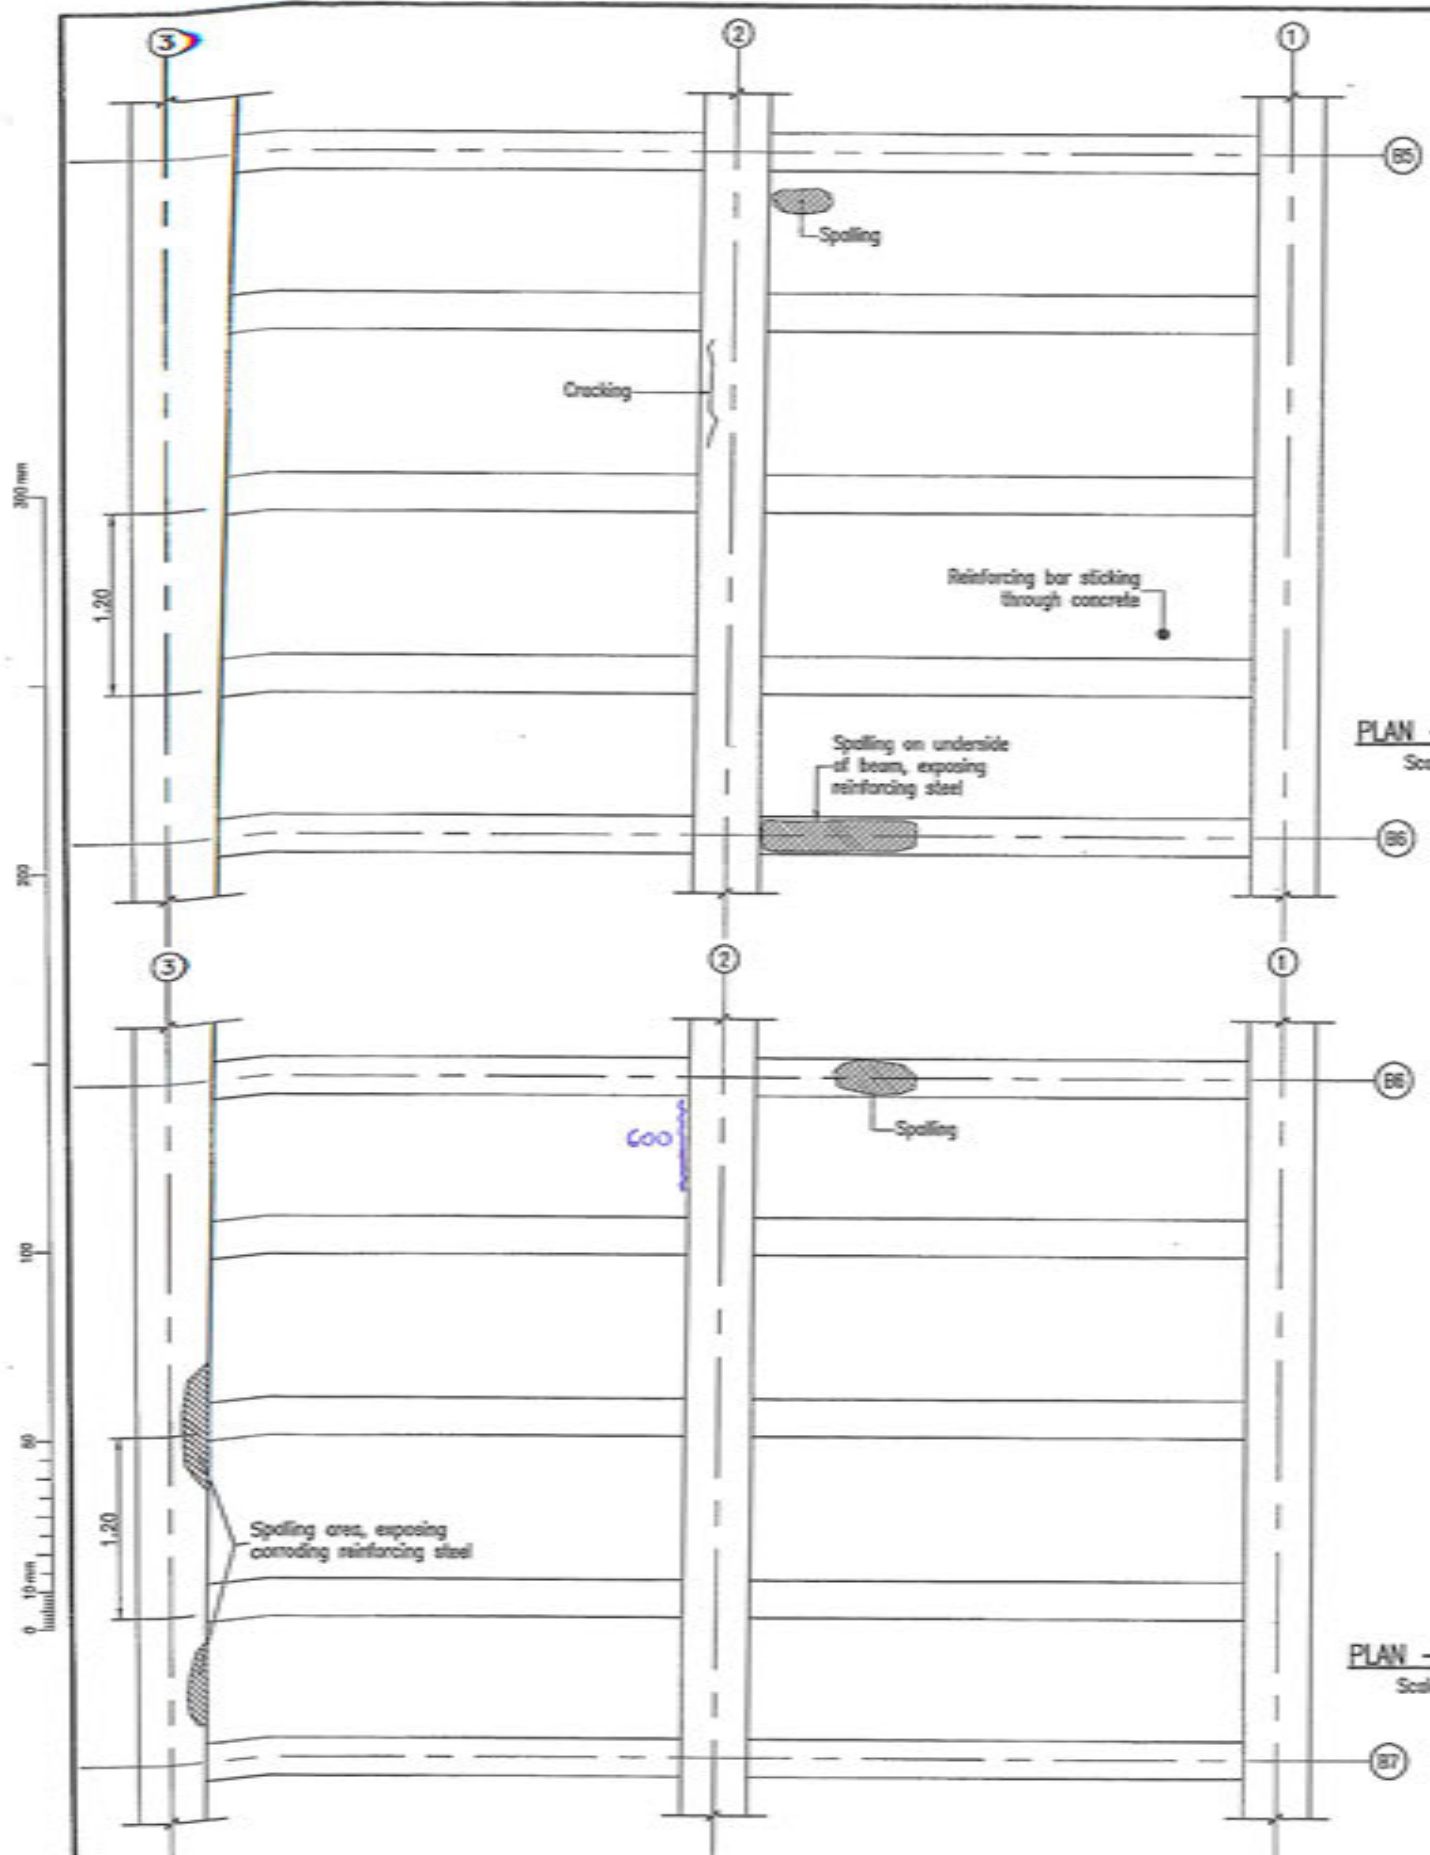 3
2
1
B5
Spalling
Cracking
300 mm
1.20
Reinforcing bar sticking
through concrete
PLAN -
Spalling on underside
of beam, exposing
reinforcing steel
B6
200
3
2
1
B6
600
Spalling
100
50
1.20
Spalling area, exposing
corroding reinforcing steel
10 mm
0
PLAN -
B7